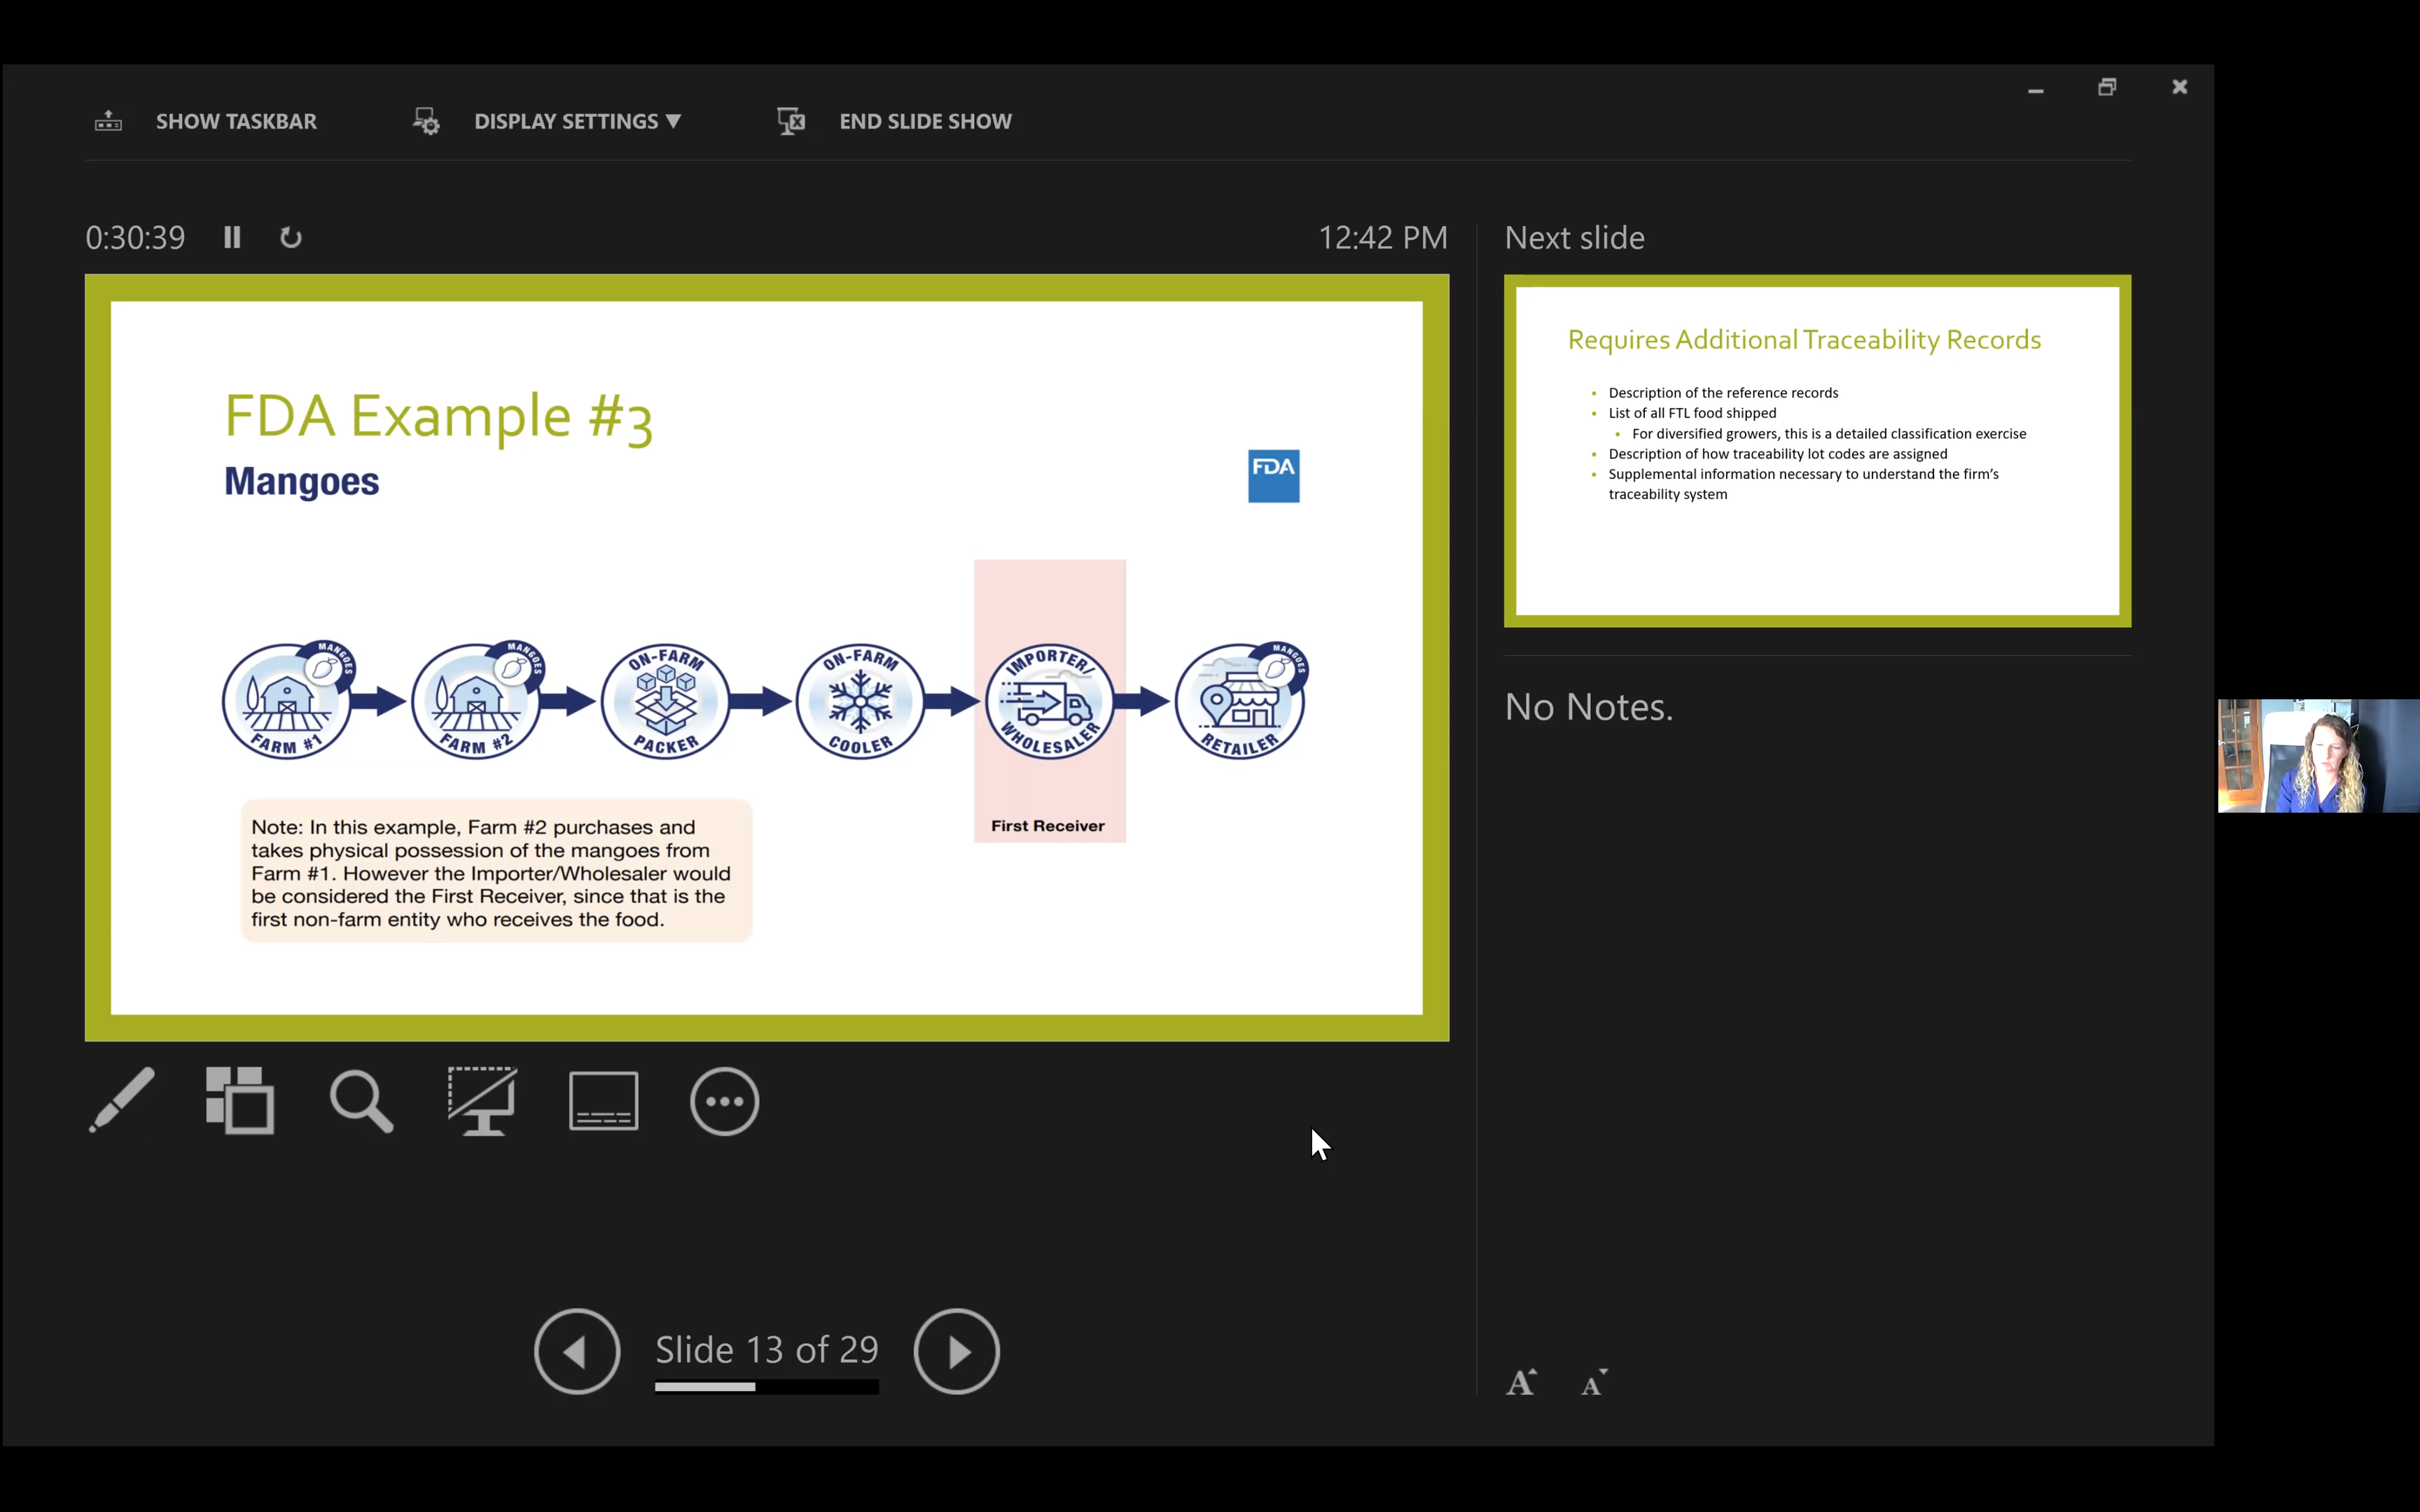 SHOW TASKBAR
DISPLAY SETTINGS ▼
END SLIDE SHOW
0:30:39
12:42 PM
FDA Example #3
Mangoes
FDA
MANGOES
FARM #1
MANGOES
FARM #2
ON-FARM
PACKER
ON-FARM
COOLER
IMPORTER/
WHOLESALER
MANGOES
RETAILER
First Receiver
Note: In this example, Farm #2 purchases and
takes physical possession of the mangoes from
Farm #1. However the Importer/Wholesaler would
be considered the First Receiver, since that is the
first non-farm entity who receives the food.
Slide 13 of 29
Next slide
Requires Additional Traceability Records
• Description of the reference records
• List of all FTL food shipped
• For diversified growers, this is a detailed classification exercise
• Description of how traceability lot codes are assigned
• Supplemental information necessary to understand the firm's
traceability system
No Notes.
A A